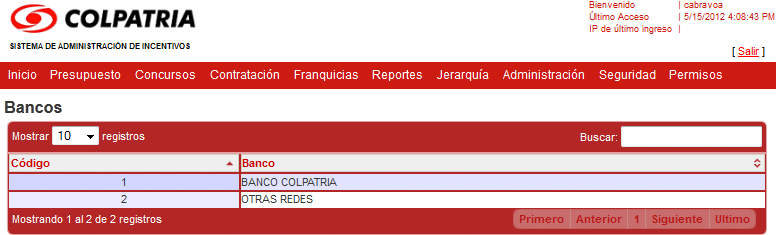 COLPATRIA
SISTEMA DE ADMINISTRACIÓN DE INCENTIVOS
Bienvenido | cabravoa
Último Acceso | 5/15/2012 4:08:43 PM
IP de último ingreso |
[ Salir ]
Inicio Presupuesto Concursos Contratación Franquicias Reportes Jerarquía Administración Seguridad Permisos
Bancos
Mostrar 10 registros Buscar:
Código Banco
1 BANCO COLPATRIA
2 OTRAS REDES
Mostrando 1 al 2 de 2 registros Primero Anterior 1 Siguiente Ultimo